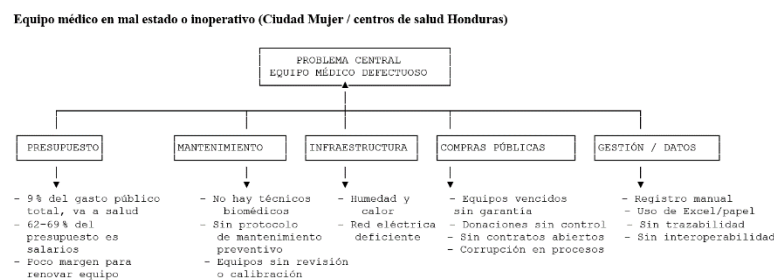 Equipo médico en mal estado o inoperativo (Ciudad Mujer / centros de salud Honduras)
PROBLEMA CENTRAL
EQUIPO MÉDICO DEFECTUOSO
PRESUPUESTO
MANTENIMIENTO
INFRAESTRUCTURA
COMPRAS PÚBLICAS
GESTIÓN / DATOS
- 9% del gasto público
total, va a salud
- 62-69% del
presupuesto es
salarios
- Poco margen para
renovar equipo
- No hay técnicos
biomédicos
- Sin protocolo
de mantenimiento
preventivo
- Equipos sin revisión
o calibración
- Humedad y
calor
- Red eléctrica
deficiente
- Equipos vencidos
sin garantía
- Donaciones sin control
- Sin contratos abiertos
- Corrupción en procesos
- Registro manual
- Uso de Excel/papel
- Sin trazabilidad
- Sin interoperabilidad